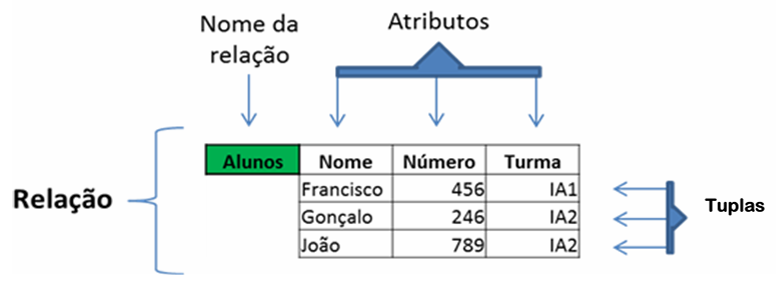 Nome da
relação
Atributos
Relação
Alunos Nome Número Turma
Francisco 456 IA1
Gonçalo 246 IA2
João 789 IA2
Tuplas